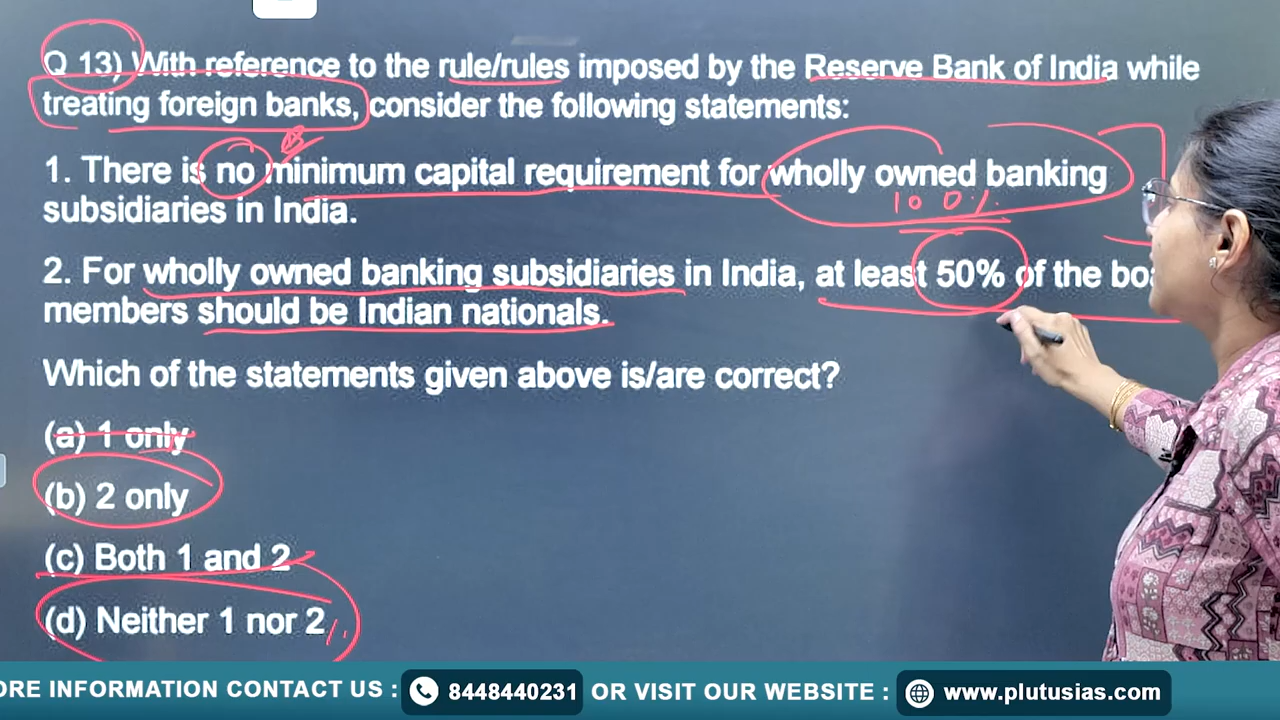 Q 13) With reference to the rule/rules imposed by the Reserve Bank of India while
treating foreign banks, consider the following statements:
1. There is no minimum capital requirement for wholly owned banking
100%
subsidiaries in India.
2. For wholly owned banking subsidiaries in India, at least 50% of the
members should be Indian nationals.
Which of the statements given above is/are correct?
(a) 1 only
(b) 2 only
(c) Both 1 and 2
(d) Neither 1 nor 2
ORE INFORMATION CONTACT US : 8448440231 OR VISIT OUR WEBSITE : www.plutusias.com